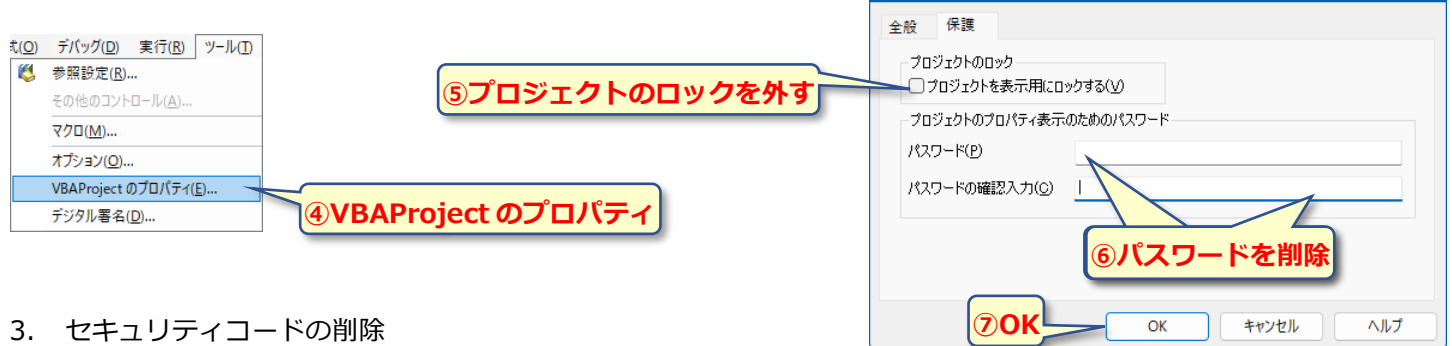 式(O) デバッグ(D) 実行(R) ツール(T)
参照設定(R)...
その他のコントロール(A)...
マクロ(M)...
オプション(O)...
VBAProject のプロパティ(E)...
デジタル署名(D)...
④VBAProject のプロパティ
全般 保護
プロジェクトのロック
プロジェクトを表示用にロックする(V)
⑤プロジェクトのロックを外す
プロジェクトのプロパティ表示のためのパスワード
パスワード(P)
パスワードの確認入力(C)
⑥パスワードを削除
⑦OK
OK キャンセル ヘルプ
3. セキュリティコードの削除